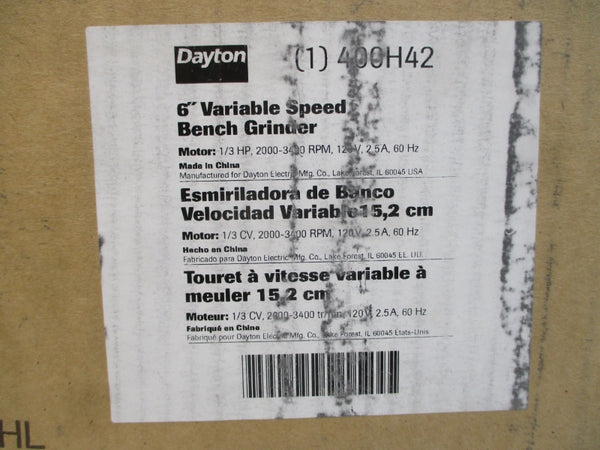 Dayton (1) 400H42
6" Variable Speed
Bench Grinder
Motor: 1/3 HP, 2000-3400 RPM, 120V, 2.5A, 60 Hz
Made in China
Manufactured for Dayton Electric Mfg. Co., Lake Forest, IL 60045 USA
Esmiriladora de Banco
Velocidad Variable 15,2 cm
Motor: 1/3 CV, 2000-3400 RPM, 120V, 2.5A, 60 Hz
Hecho en China
Fabricado para Dayton Electric Mfg. Co., Lake Forest, IL 60045 EE. UU.
Touret à vitesse variable à
meuler 15,2 cm
Moteur: 1/3 CV, 2000-3400 tr/min, 120V, 2.5A, 60 Hz
Fabriqué en Chine
Fabriqué pour Dayton Electric Mfg. Co., Lake Forest, IL 60045 États-Unis
HL